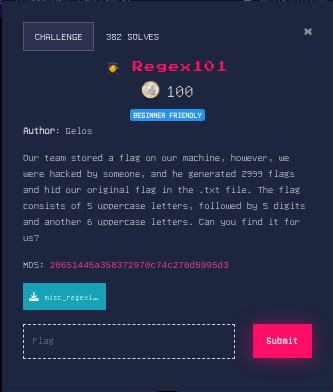 CHALLENGE 382 SOLVES ×
Regex101
100
BEGINNER FRIENDLY
Author: Gelos
Our team stored a flag on our machine, however, we
were hacked by someone, and he generated 2999 flags
and hid our original flag in the .txt file. The flag
consists of 5 uppercase letters, followed by 5 digits
and another 6 uppercase letters. Can you find it for
us?
MD5: 20651445a358372970c74c270d5995d3
misc_regex1…
Flag
Submit